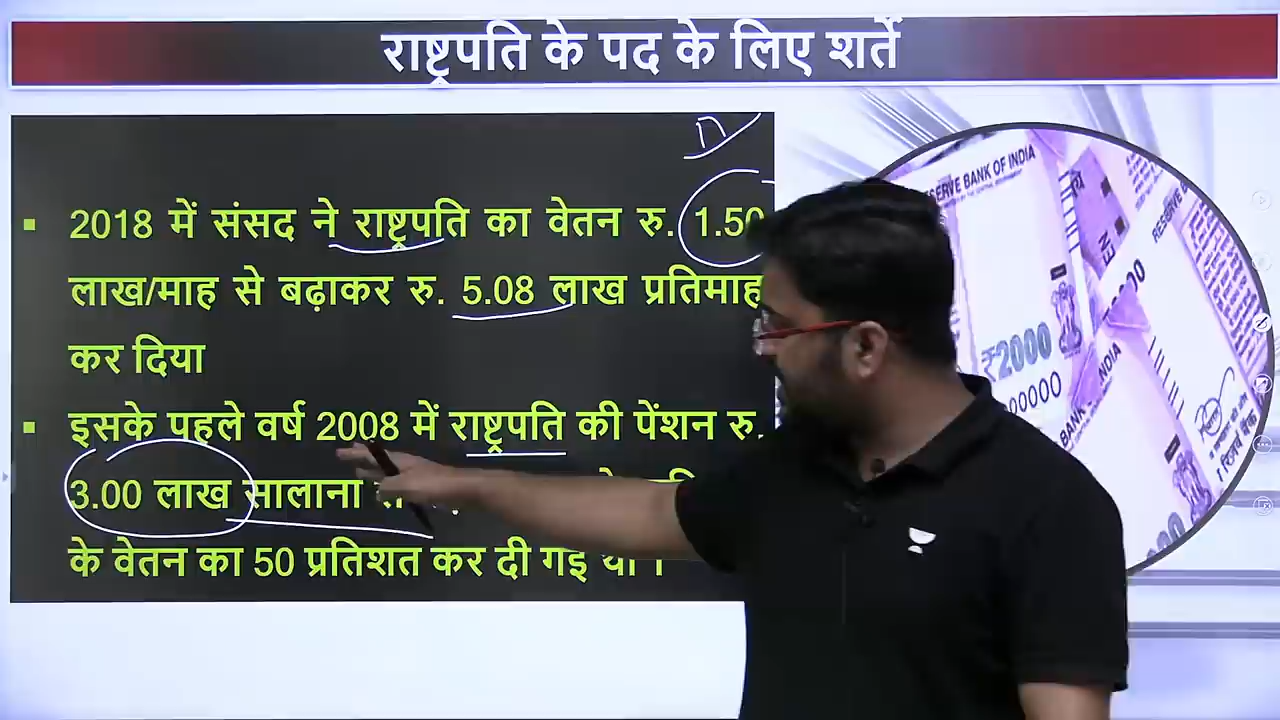 राष्ट्रपति के पद के लिए शर्ते
n
2018 में संसद ने राष्ट्रपति का वेतन रु. 1.50
लाख/माह से बढ़ाकर रु. 5.08 लाख प्रतिमाह
कर दिया
इसके पहले वर्ष 2008 में राष्ट्रपति की पेंशन रु.
3.00 लाख सालाना
के वेतन का 50 प्रतिशत कर दी गई थी ।
RESERVE BANK OF INDIA
₹2000